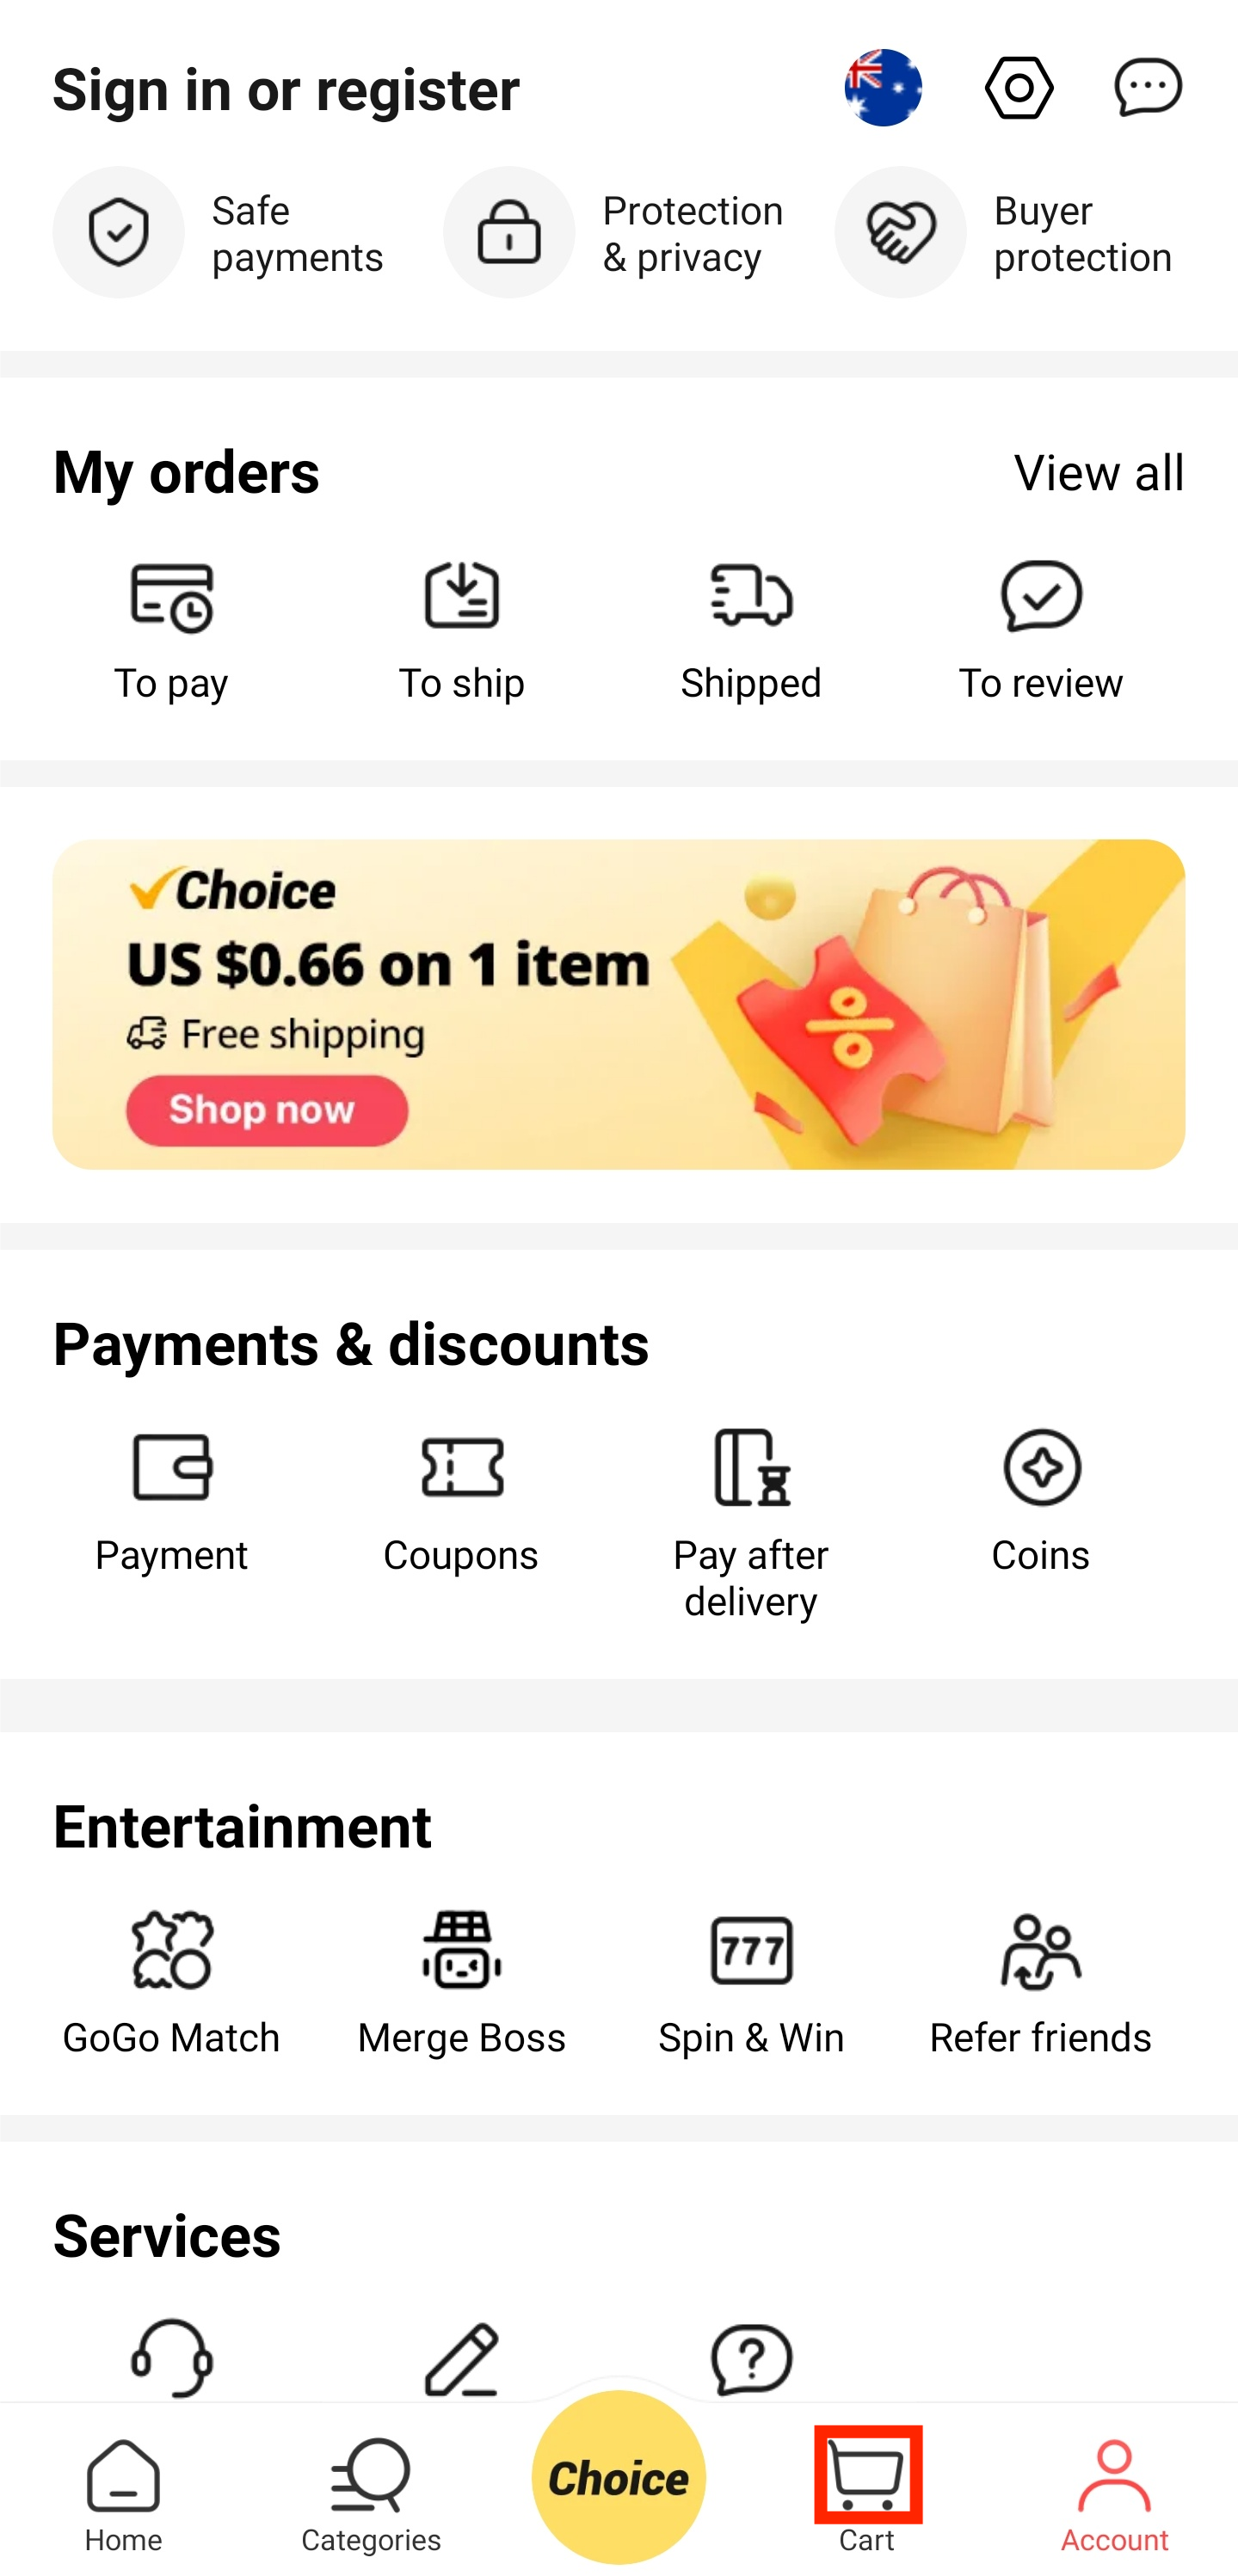 Sign in or register
Safe
payments
Protection
& privacy
Buyer
protection
My orders
View all
To pay
To ship
Shipped
To review
Choice
US $0.66 on 1 item
Free shipping
Shop now
Payments & discounts
Payment
Coupons
Pay after
delivery
Coins
Entertainment
777
GoGo Match
Merge Boss
Spin & Win
Refer friends
Services
Home
Categories
Choice
Cart
Account